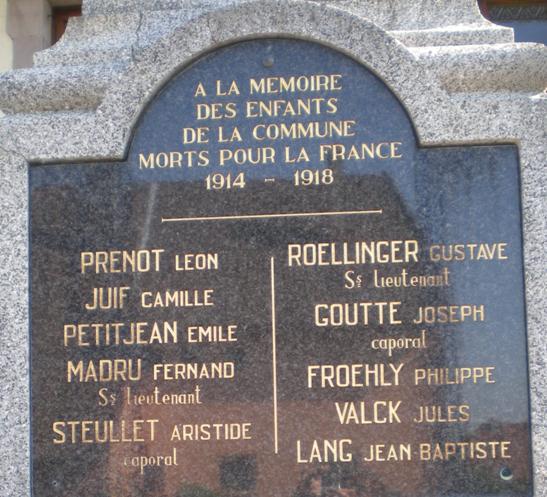 A LA MEMOIRE
DES ENFANTS
DE LA COMMUNE
MORTS POUR LA FRANCE
1914 - 1918
PRENOT LEON
JUIF CAMILLE
PETITJEAN EMILE
MADRU FERNAND
Ss lieutenant
STEULLET ARISTIDE
caporal
ROELLINGER GUSTAVE
Ss lieutenant
GOUTTE JOSEPH
caporal
FROEHLY PHILIPPE
VALCK JULES
LANG JEAN-BAPTISTE